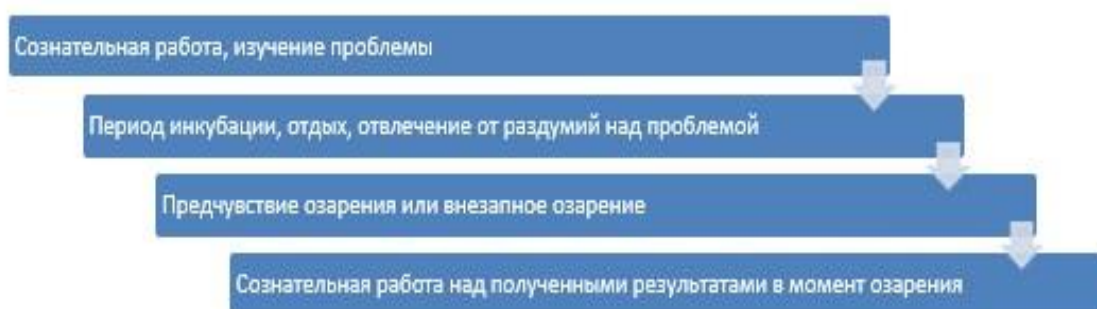 Сознательная работа, изучение проблемы
Период инкубации, отдых, отвлечение от раздумий над проблемой
Предчувствие озарения или внезапное озарение
Сознательная работа над полученными результатами в момент озарения